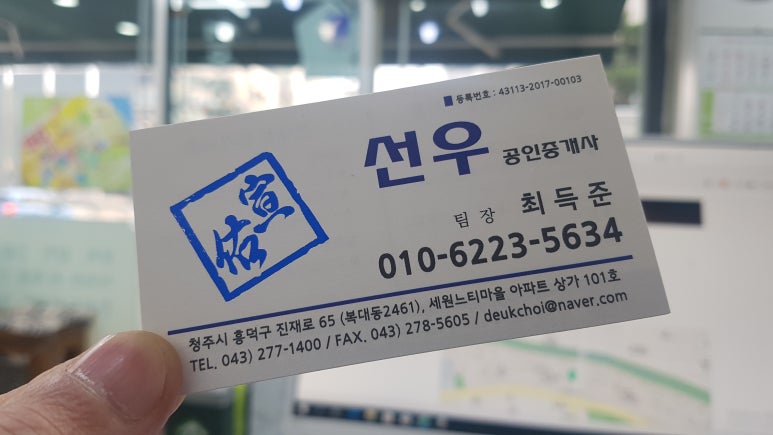 등록번호 : 43113-2017-00103
선우 공인중개사
宣
佑
팀 장 최 득 준
010-6223-5634
청주시 흥덕구 진재로 65 (복대동2461), 세원느티마을 아파트 상가 101호
TEL. 043) 277-1400 / FAX. 043) 278-5605 / deukchoi@naver.com